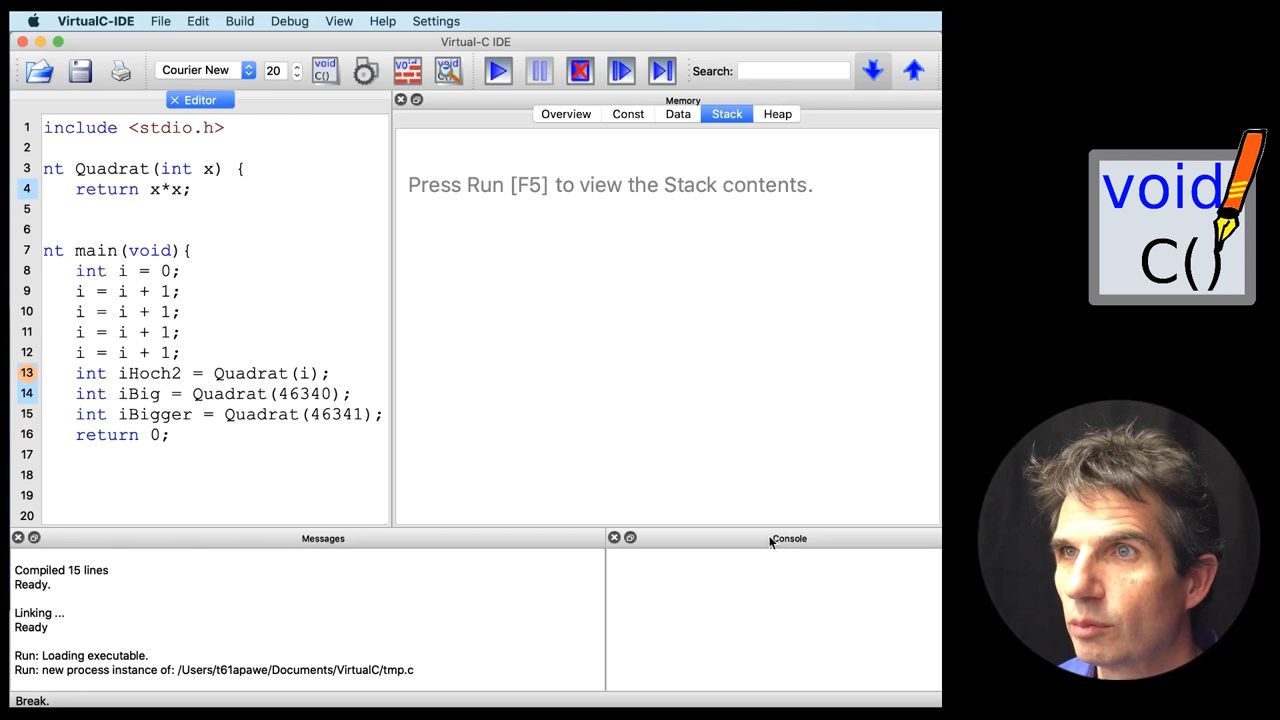 VirtualC-IDE File Edit Build Debug View Help Settings
Virtual-C IDE
void C() Courier New 20 Search:
Editor
Memory
Overview Const Data Stack Heap
1 include <stdio.h>
2
3 nt Quadrat(int x) {
4 return x*x;
5
6
7 nt main(void){
8 int i = 0;
9 i = i + 1;
10 i = i + 1;
11 i = i + 1;
12 i = i + 1;
13 int iHoch2 = Quadrat(i);
14 int iBig = Quadrat(46340);
15 int iBigger = Quadrat(46341);
16 return 0;
17
18
19
20
Press Run [F5] to view the Stack contents.
Messages
Compiled 15 lines
Ready.
Linking ...
Ready
Run: Loading executable.
Run: new process instance of: /Users/t61apawe/Documents/VirtualC/tmp.c
Console
Break.
void
C()